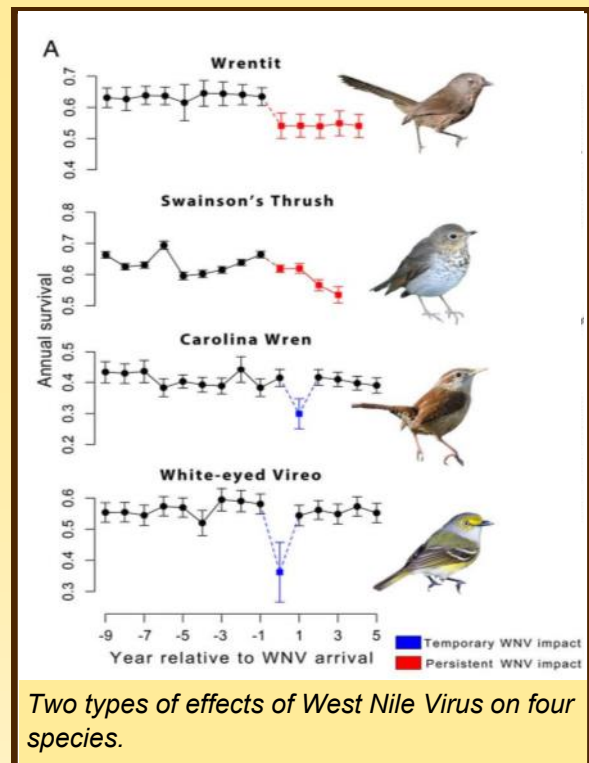 A
Wrentit
0.7
0.6
0.5
0.4
Swainson's Thrush
0.8
0.7
0.6
0.5
Carolina Wren
0.5
0.4
0.3
0.2
White-eyed Vireo
0.6
0.5
0.4
0.3
Annual survival
-9 -7 -5 -3 -1 1 3 5
Year relative to WNV arrival
Temporary WNV impact
Persistent WNV impact
Two types of effects of West Nile Virus on four
species.